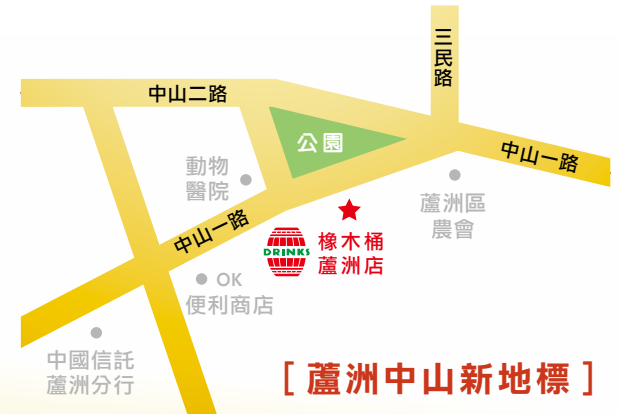 三民路
中山二路
公園
中山一路
動物
醫院
蘆洲區
農會
中山一路
橡木桶
蘆洲店
DRINKS
OK
便利商店
中國信託
蘆洲分行
[ 蘆洲中山新地標 ]